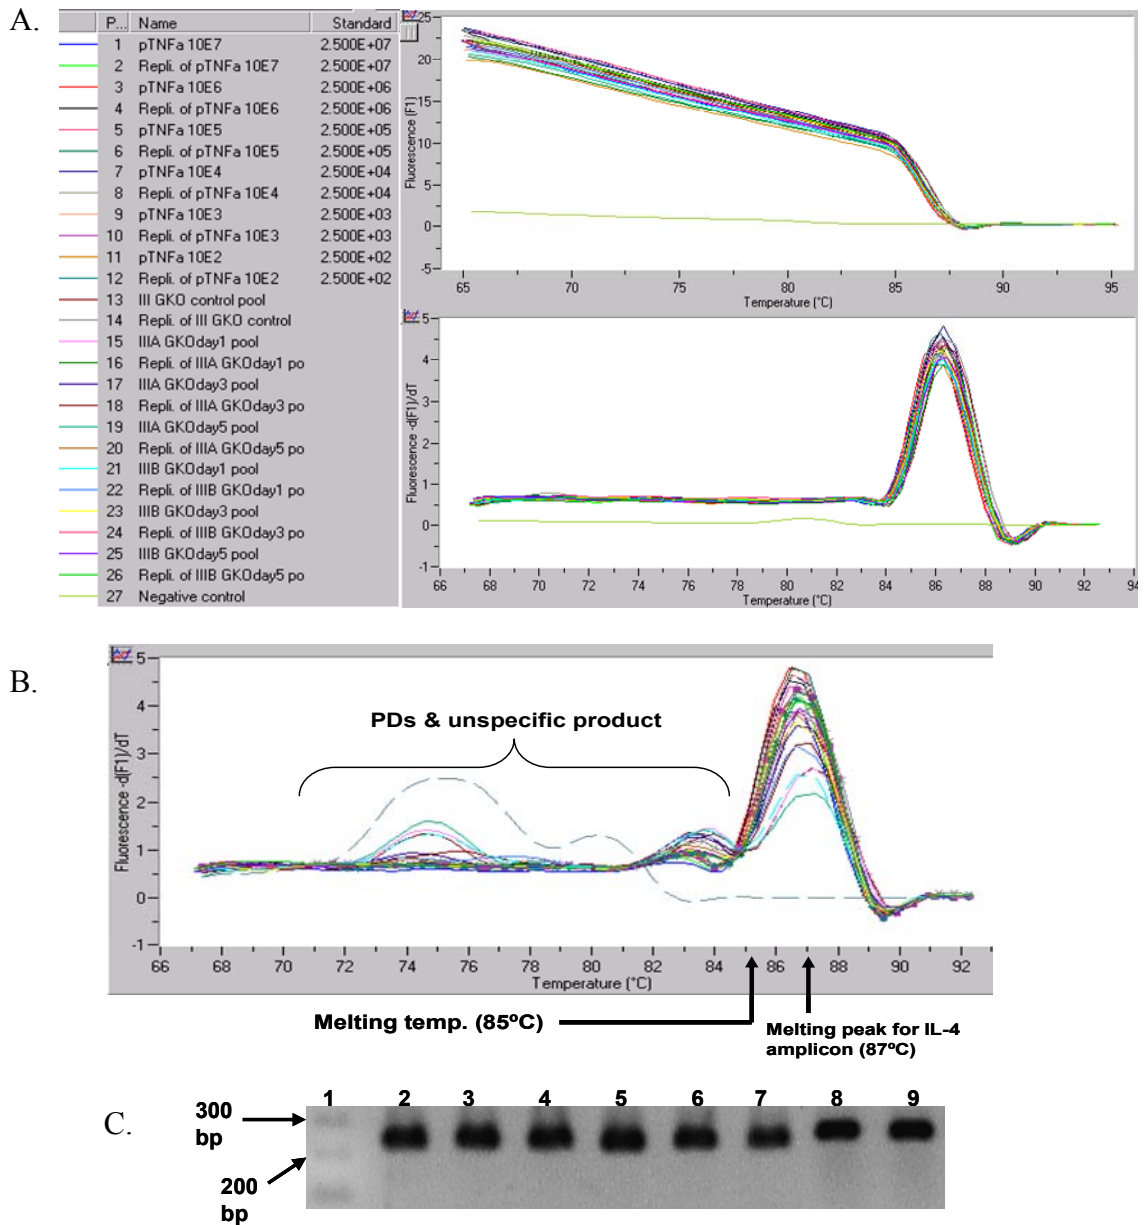 A.
P... Name Standard
1 pTNFa 10E7 2.500E+07
2 Repli. of pTNFa 10E7 2.500E+07
3 pTNFa 10E6 2.500E+06
4 Repli. of pTNFa 10E6 2.500E+06
5 pTNFa 10E5 2.500E+05
6 Repli. of pTNFa 10E5 2.500E+05
7 pTNFa 10E4 2.500E+04
8 Repli. of pTNFa 10E4 2.500E+04
9 pTNFa 10E3 2.500E+03
10 Repli. of pTNFa 10E3 2.500E+03
11 pTNFa 10E2 2.500E+02
12 Repli. of pTNFa 10E2 2.500E+02
13 III GKO control pool
14 Repli. of III GKO control
15 IIIA GKOday1 pool
16 Repli. of IIIA GKOday1 po
17 IIIA GKOday3 pool
18 Repli. of IIIA GKOday3 po
19 IIIA GKOday5 pool
20 Repli. of IIIA GKOday5 po
21 IIIB GKOday1 pool
22 Repli. of IIIB GKOday1 po
23 IIIB GKOday3 pool
24 Repli. of IIIB GKOday3 po
25 IIIB GKOday5 pool
26 Repli. of IIIB GKOday5 po
27 Negative control
Fluorescence (F1)
25
20
15
10
5
0
-5
65 70 75 80 85 90 95
Temperature (°C)
Fluorescence -d(F1)/dT
5
4
3
2
1
0
-1
66 68 70 72 74 76 78 80 82 84 86 88 90 92 94
Temperature (°C)
B.
Fluorescence -d(F1)/dT
5
4
3
2
1
0
-1
PDs & unspecific product
66 68 70 72 74 76 78 80 82 84 86 88 90 92
Temperature (°C)
Melting temp. (85ºC)
Melting peak for IL-4
amplicon (87ºC)
C.
1 2 3 4 5 6 7 8 9
300
bp
200
bp